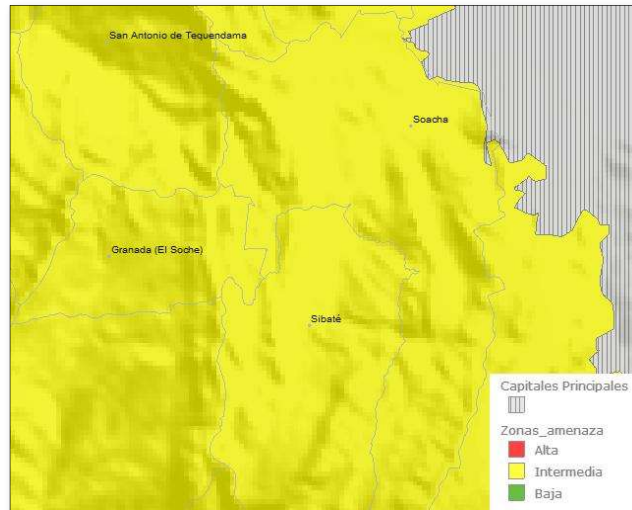 San Antonio de Tequendama
Soacha
Granada (El Soche)
Sibaté
Capitales Principales
Zonas_amenaza
Alta
Intermedia
Baja